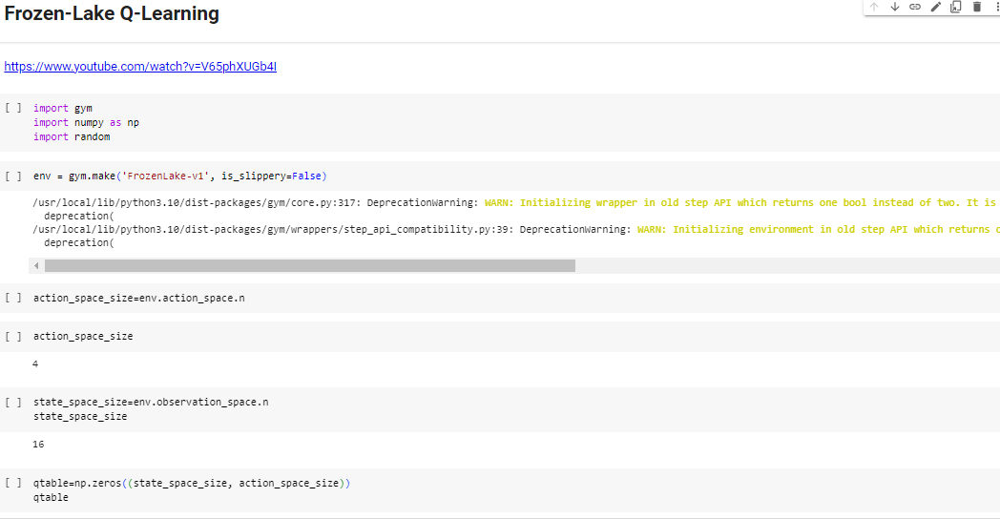 Frozen-Lake Q-Learning
https://www.youtube.com/watch?v=V65phXUGb4I
[ ] import gym
import numpy as np
import random
[ ] env = gym.make('FrozenLake-v1', is_slippery=False)
/usr/local/lib/python3.10/dist-packages/gym/core.py:317: DeprecationWarning: WARN: Initializing wrapper in old step API which returns one bool instead of two. It is
deprecation(
/usr/local/lib/python3.10/dist-packages/gym/wrappers/step_api_compatibility.py:39: DeprecationWarning: WARN: Initializing environment in old step API which returns
deprecation(
[ ] action_space_size=env.action_space.n
[ ] action_space_size
4
[ ] state_space_size=env.observation_space.n
state_space_size
16
[ ] qtable=np.zeros((state_space_size, action_space_size))
qtable